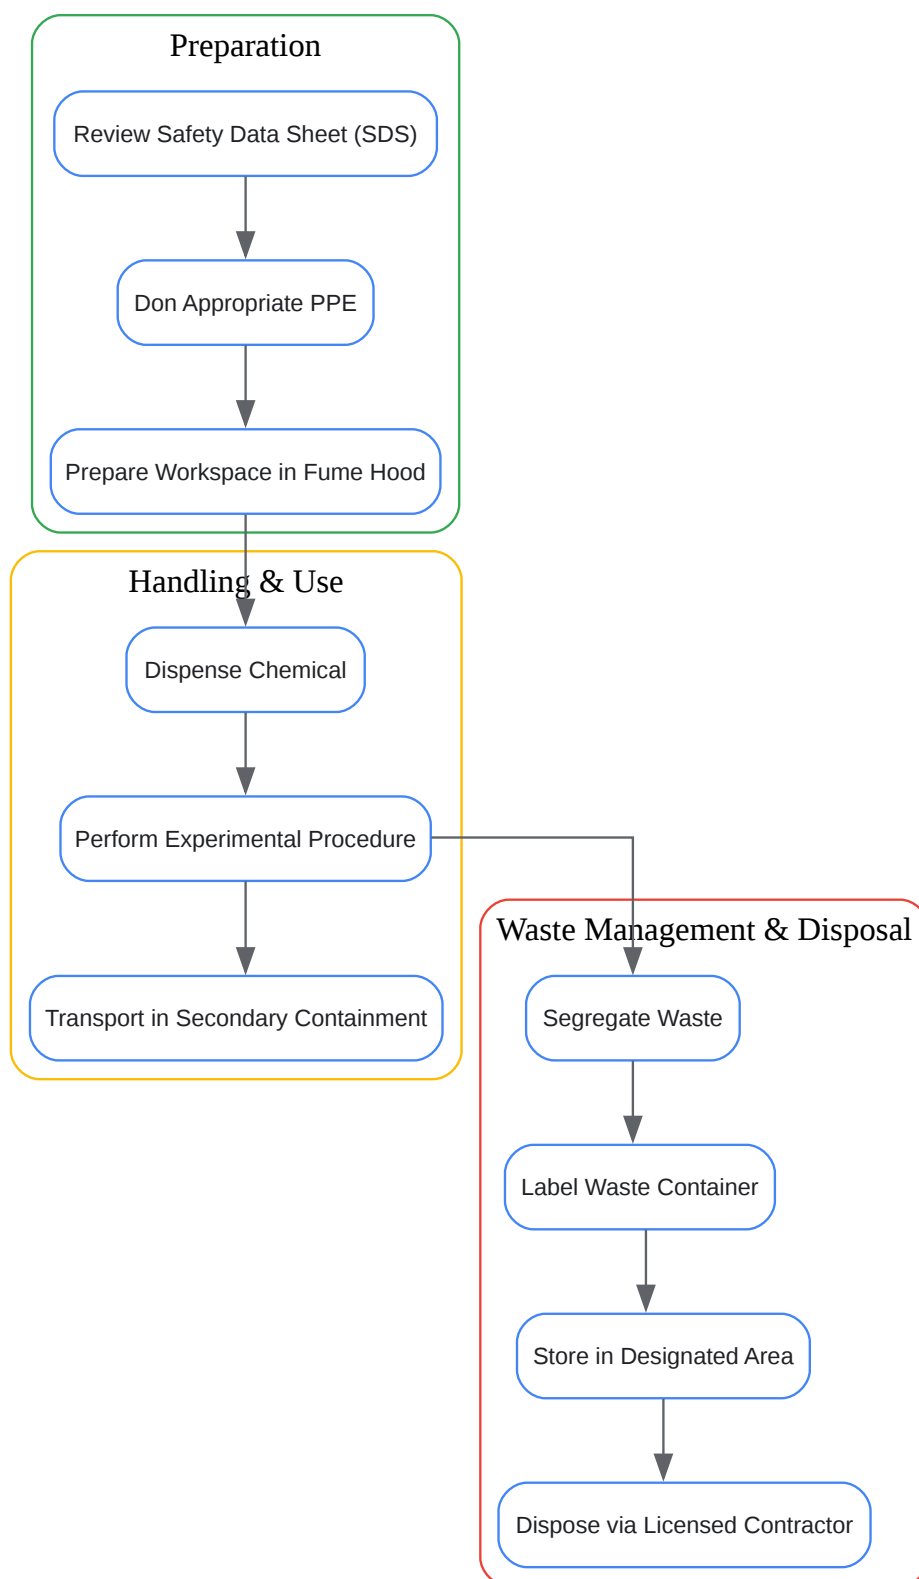 Preparation
Review Safety Data Sheet (SDS)
Don Appropriate PPE
Prepare Workspace in Fume Hood
Handling & Use
Dispense Chemical
Perform Experimental Procedure
Transport in Secondary Containment
Waste Management & Disposal
Segregate Waste
Label Waste Container
Store in Designated Area
Dispose via Licensed Contractor